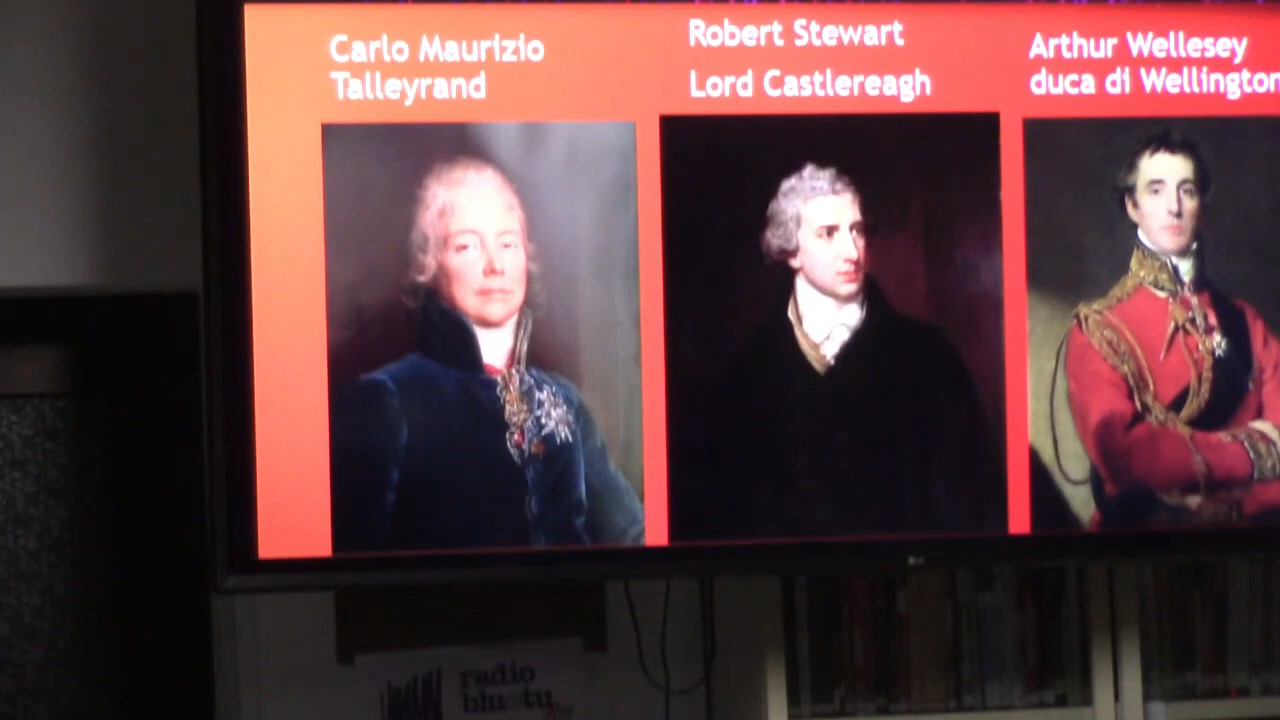 Carlo Maurizio
Talleyrand
Robert Stewart
Lord Castlereagh
Arthur Wellesey
duca di Wellington
radio